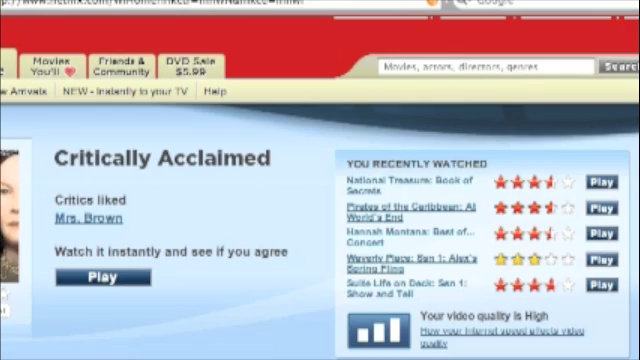 Google
Movies
You'll
Friends &
Community
DVD Sale
$5.99
Movies, actors, directors, genres
Search
w Arrivals
NEW - Instantly to your TV
Help
Critically Acclaimed
Critics liked
Mrs. Brown
Watch it instantly and see if you agree
Play
YOU RECENTLY WATCHED
National Treasure: Book of
Secrets
Play
Pirates of the Caribbean: At
World's End
Play
Hannah Montana: Best of...
Concert
Play
Waverly Place: Ssn 1: Alex's
Spring Fling
Play
Suite Life on Deck: Ssn 1:
Show and Tell
Play
Your video quality is High
How your Internet speed affects video
quality